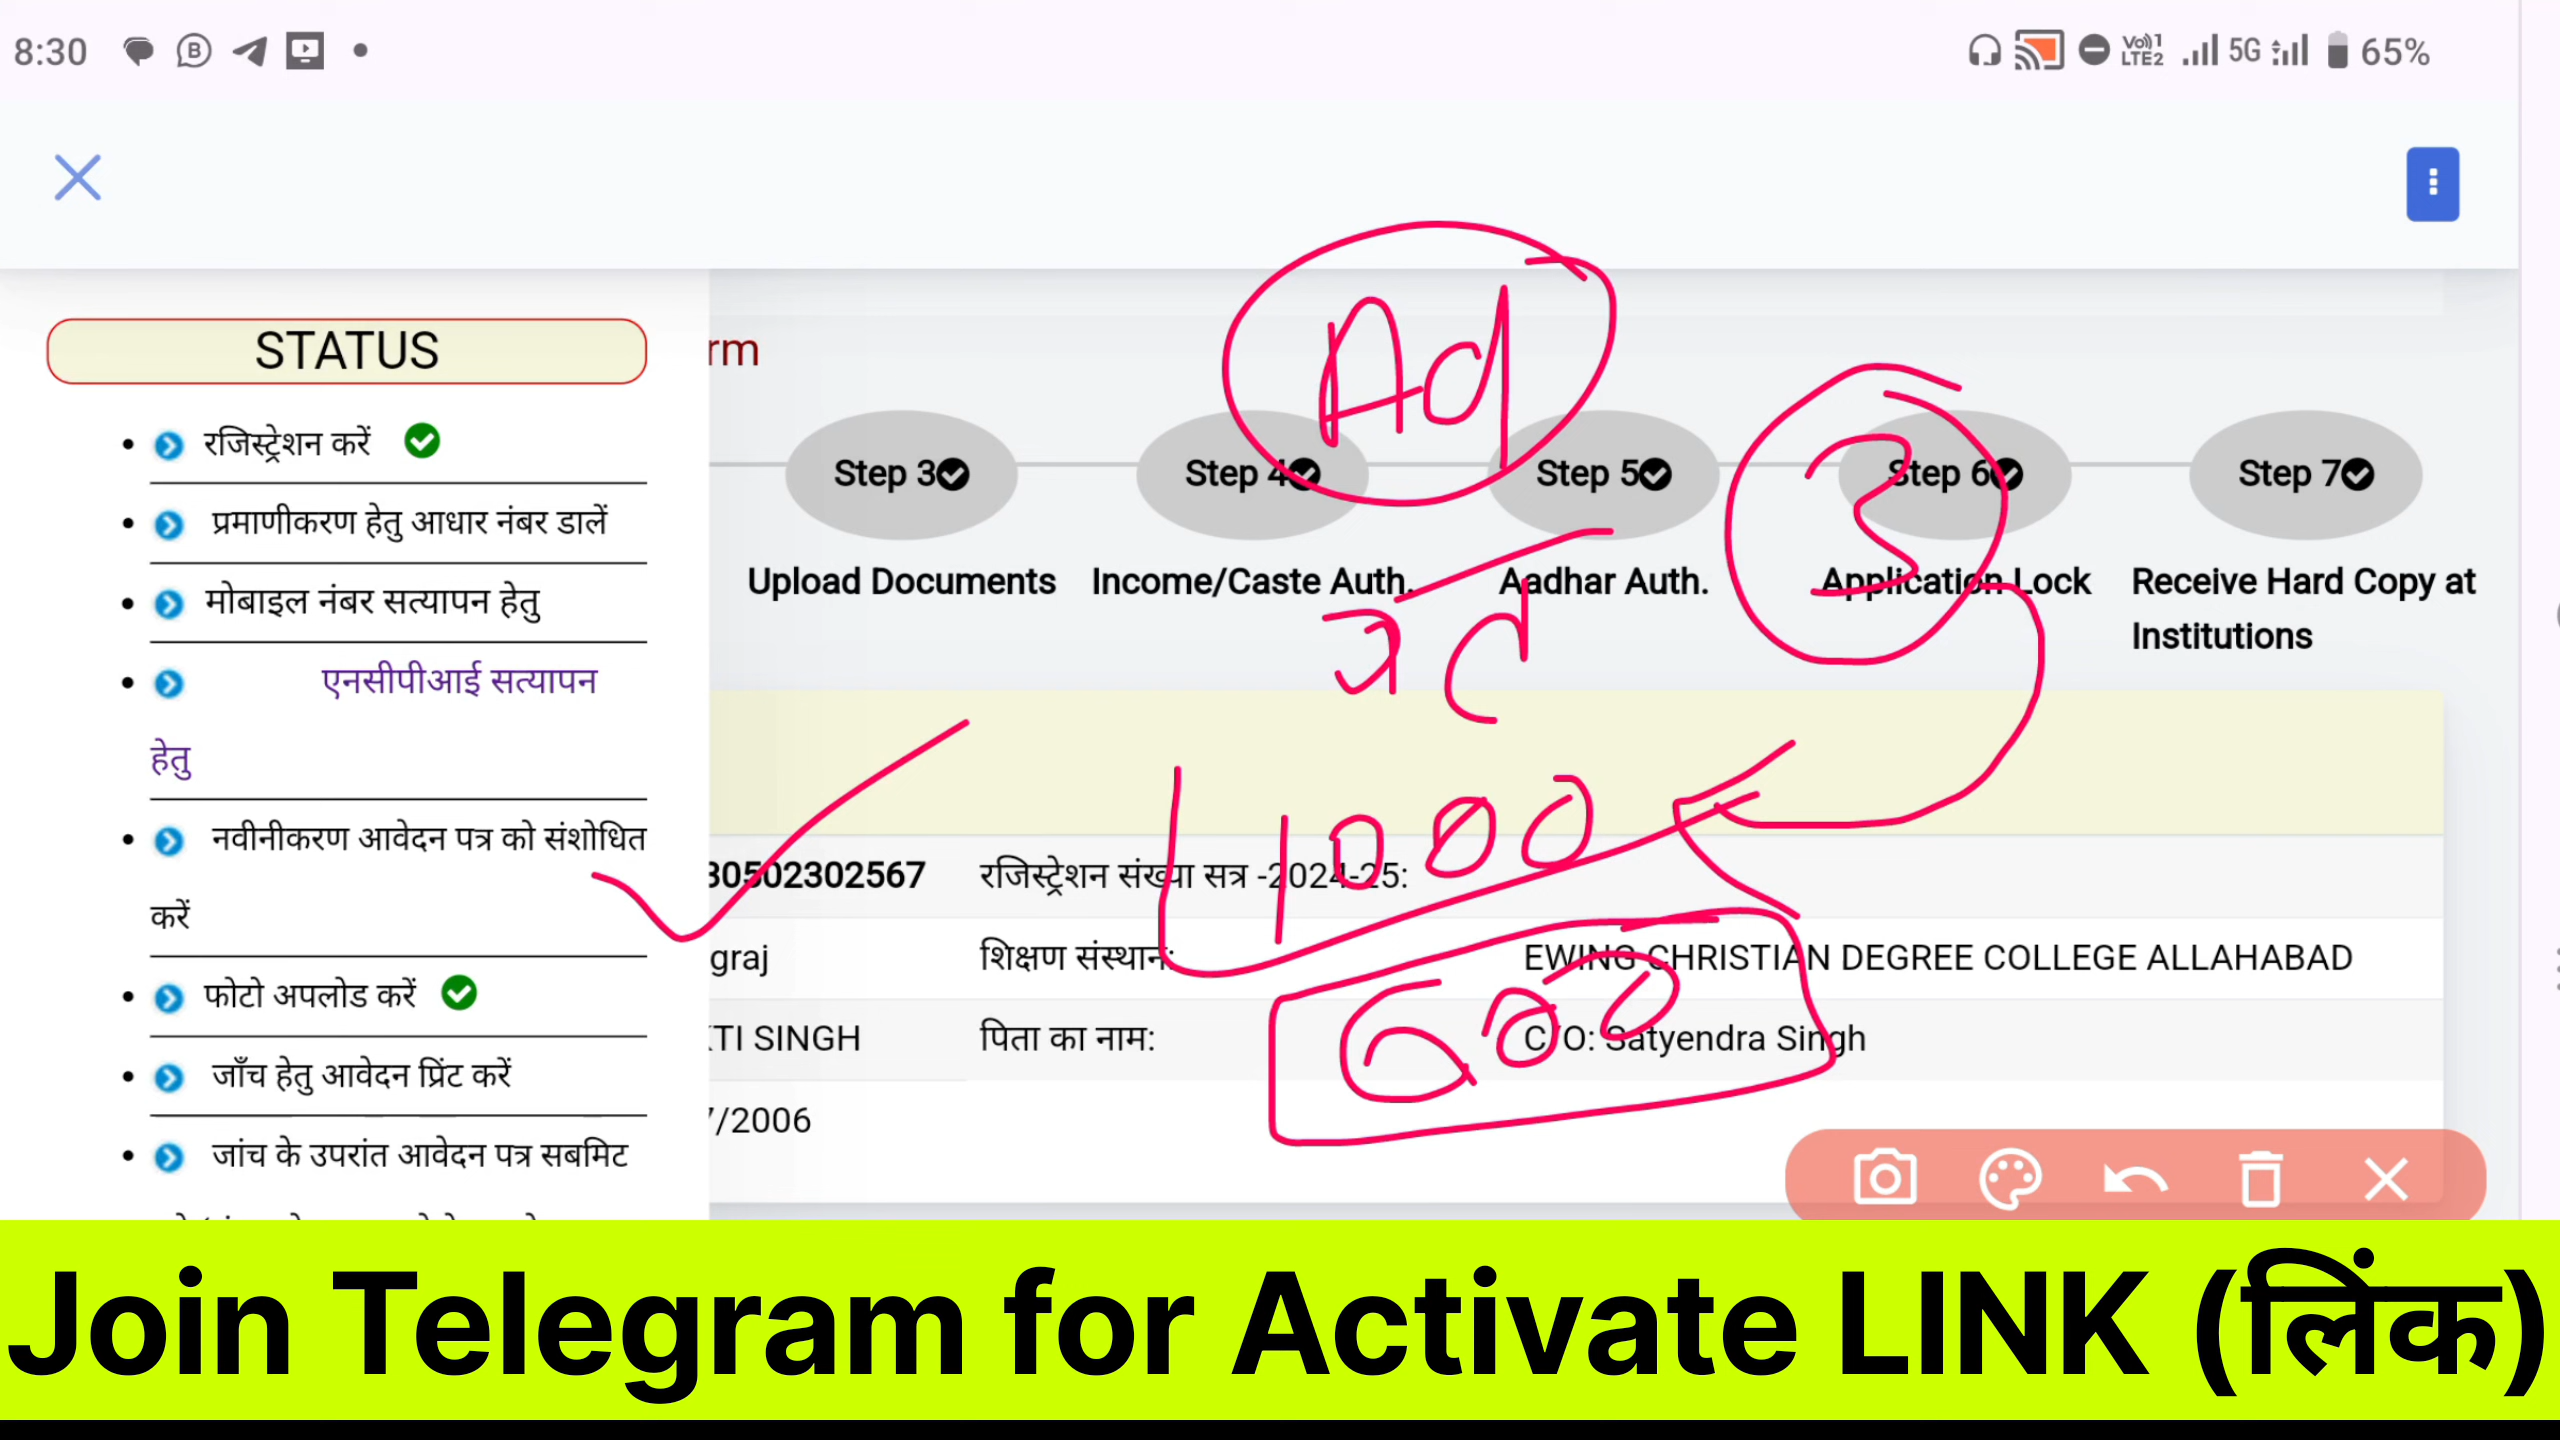 8:30
Vo)) 1 LTE2 5G 65%
STATUS
रजिस्ट्रेशन करें
प्रमाणीकरण हेतु आधार नंबर डालें
मोबाइल नंबर सत्यापन हेतु
एनसीपीआई सत्यापन
हेतु
नवीनीकरण आवेदन पत्र को संशोधित
करें
फोटो अपलोड करें
जाँच हेतु आवेदन प्रिंट करें
जांच के उपरांत आवेदन पत्र सबमिट
rm
Ad
3
Step 3 Step 4 Step 5 Step 6 Step 7
Upload Documents Income/Caste Auth. Aadhar Auth. Application Lock Receive Hard Copy at
Institutions
1000
30502302567 रजिस्ट्रेशन संख्या सत्र -2024-25:
graj शिक्षण संस्थान: EWING CHRISTIAN DEGREE COLLEGE ALLAHABAD
TI SINGH पिता का नाम: C/O: Satyendra Singh
/2006
Join Telegram for Activate LINK (लिंक)